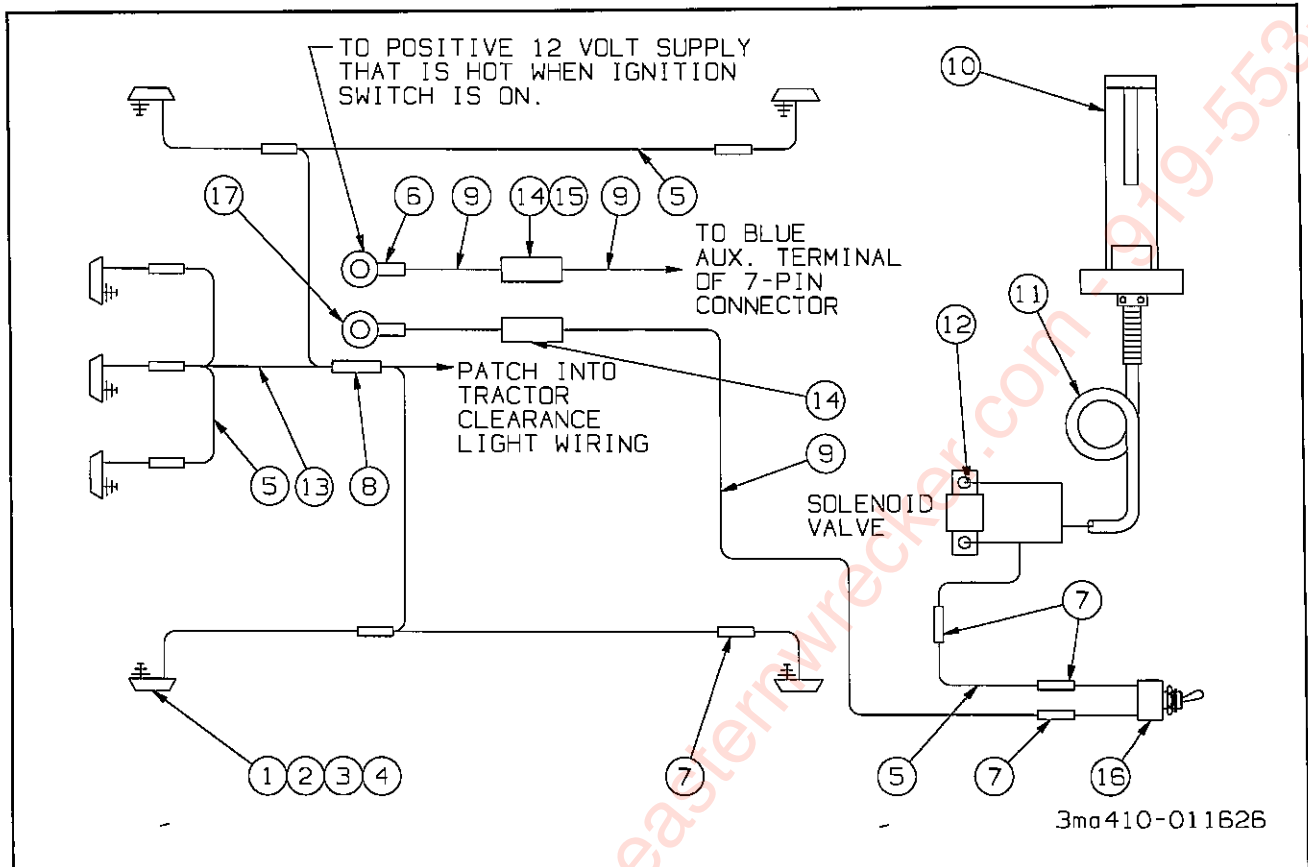 TO POSITIVE 12 VOLT SUPPLY
THAT IS HOT WHEN IGNITION
SWITCH IS ON.
10
17
6
9
14
15
9
5
TO BLUE
AUX. TERMINAL
OF 7-PIN
CONNECTOR
12
11
PATCH INTO
TRACTOR
CLEARANCE
LIGHT WIRING
14
5
13
8
9
SOLENOID
VALVE
7
1
2
3
4
7
5
7
16
3ma410-011626
easternwrecker.com - 919-553